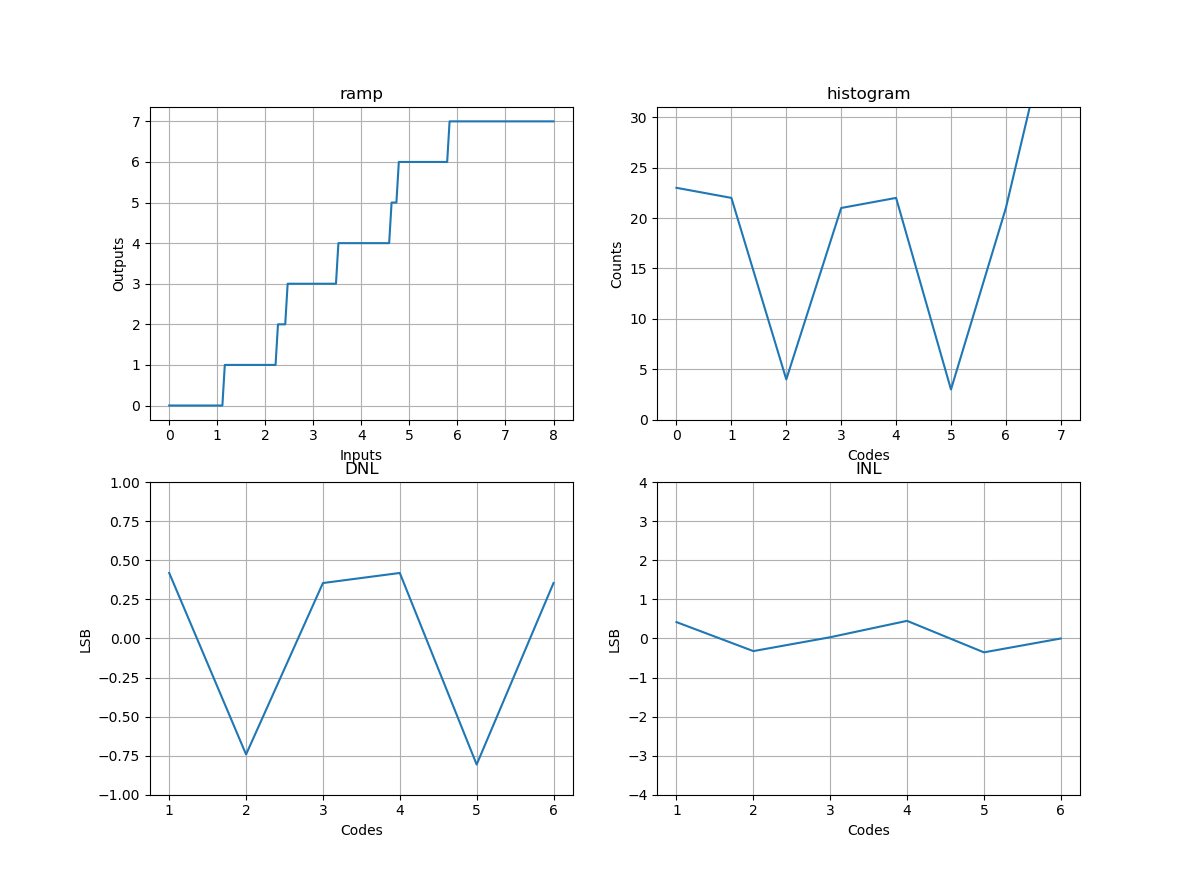 ramp
7
6
5
4
3
2
1
0
Outputs
0 1 2 3 4 5 6 7 8
Inputs
histogram
30
25
20
15
10
5
0
Counts
0 1 2 3 4 5 6 7
Codes
DNL
1.00
0.75
0.50
0.25
0.00
−0.25
−0.50
−0.75
−1.00
LSB
1 2 3 4 5 6
Codes
INL
4
3
2
1
0
−1
−2
−3
−4
LSB
1 2 3 4 5 6
Codes